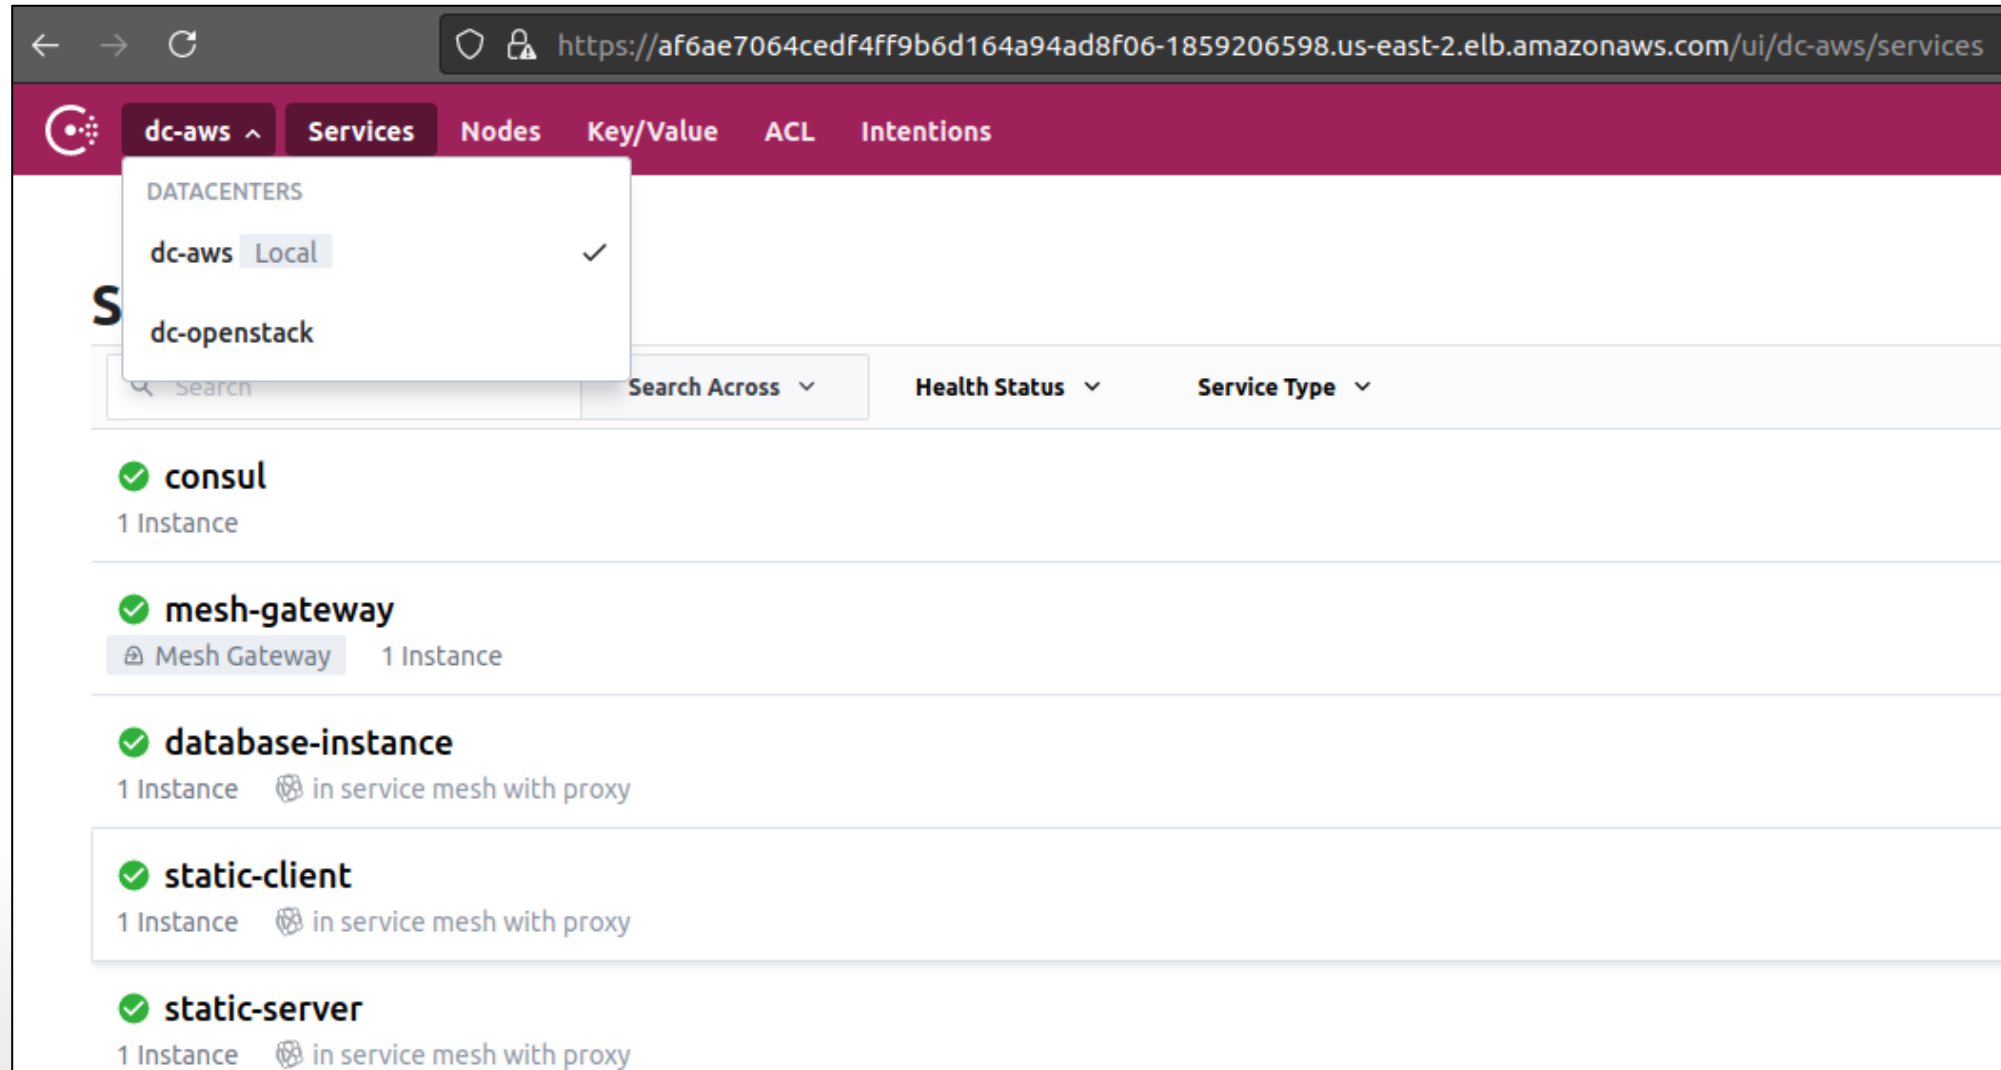 https://af6ae7064cedf4ff9b6d164a94ad8f06-1859206598.us-east-2.elb.amazonaws.com/ui/dc-aws/services
dc-aws Services Nodes Key/Value ACL Intentions
DATACENTERS
dc-aws Local
dc-openstack
S
Search Search Across Health Status Service Type
consul
1 Instance
mesh-gateway
Mesh Gateway 1 Instance
database-instance
1 Instance in service mesh with proxy
static-client
1 Instance in service mesh with proxy
static-server
1 Instance in service mesh with proxy